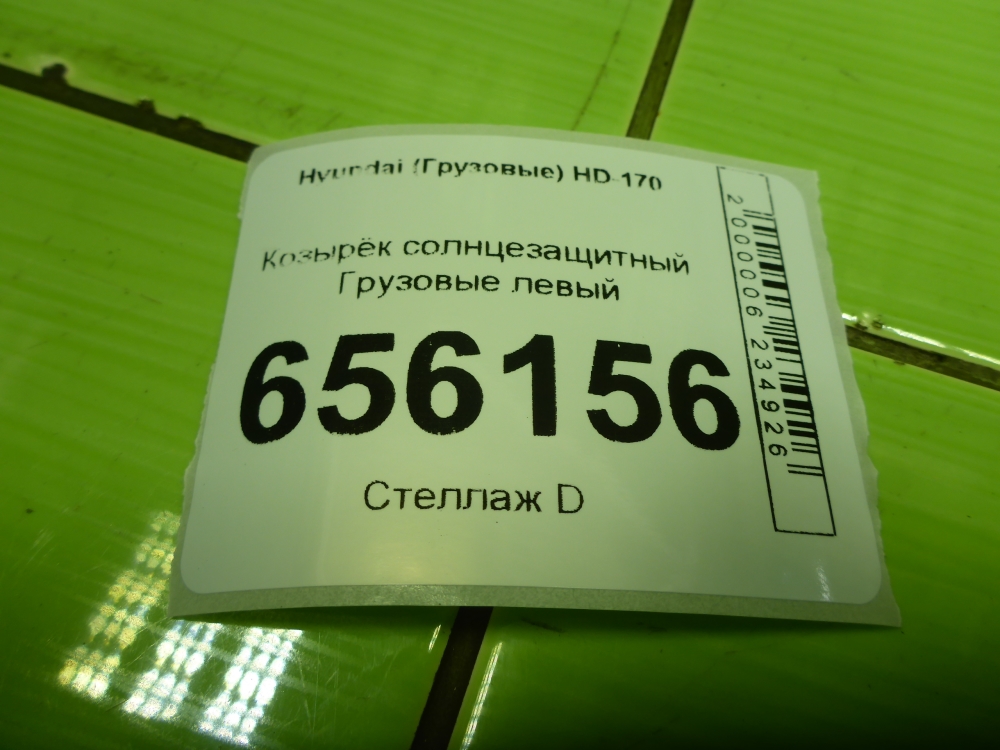 Hyundai (Грузовые) HD-170
Козырёк солнцезащитный
Грузовые левый
656156
Стеллаж D
2000006234926